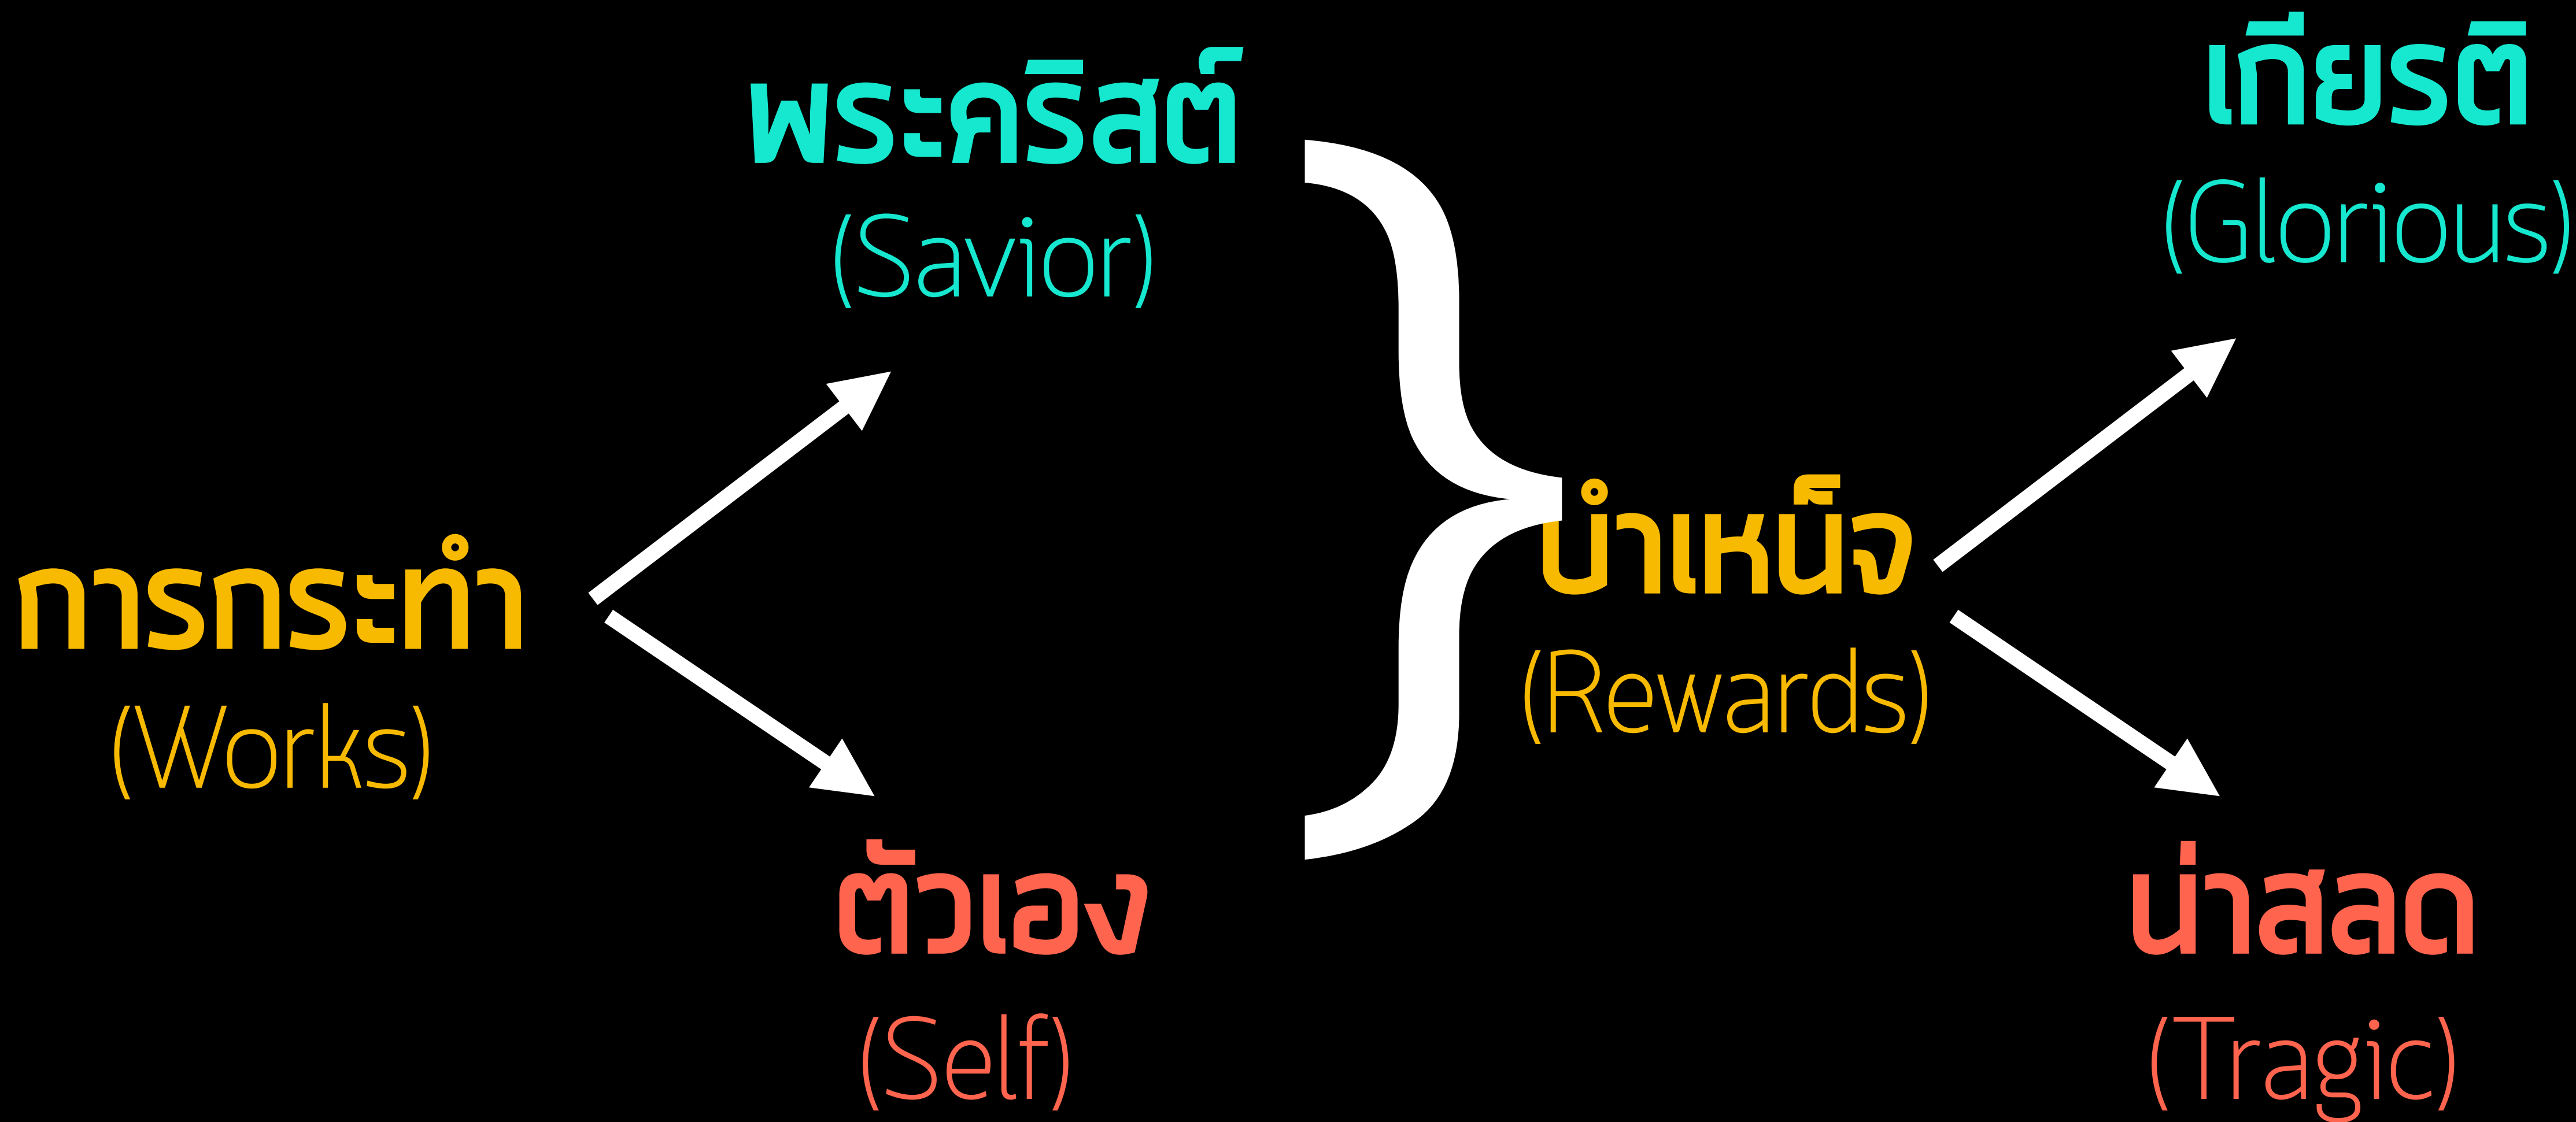 การกระทำ
(Works)
พระคริสต์
(Savior)
ตัวเอง
(Self)
บำเหน็จ
(Rewards)
เกียรติ
(Glorious)
น่าสลด
(Tragic)